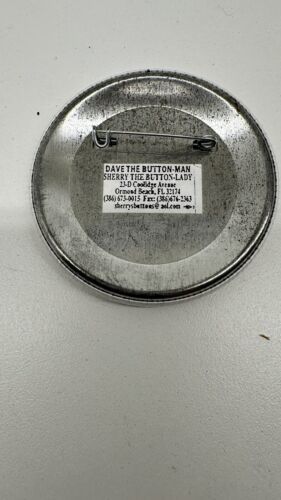 DAVE THE BUTTON-MAN
SHERRY THE BUTTON-LADY
23-D Coolidge Avenue
Ormond Beach, FL 32174
(386) 673-0015 Fax: (386)676-2363
sherrysbuttons@aol.com